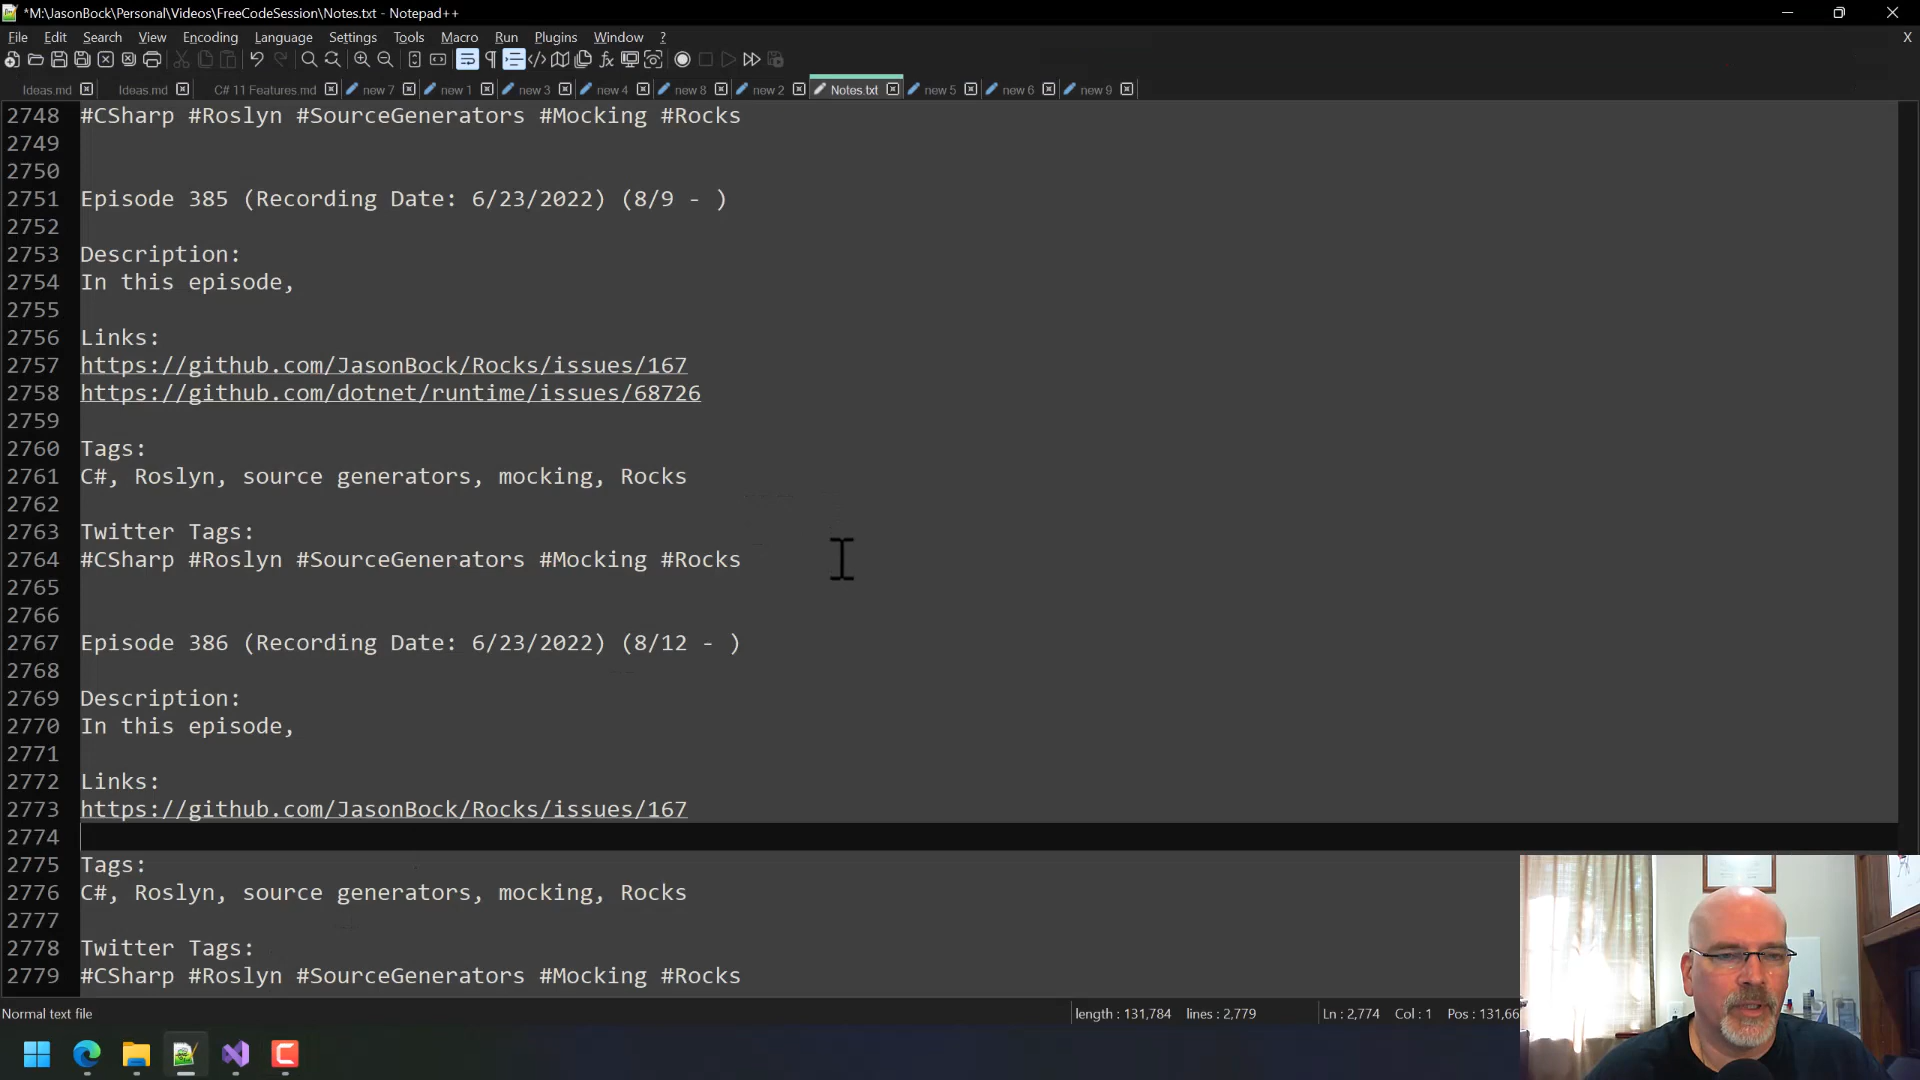 *M:\JasonBock\Personal\Videos\FreeCodeSession\Notes.txt - Notepad++
File Edit Search View Encoding Language Settings Tools Macro Run Plugins Window ? X
Ideas.md Ideas.md C# 11 Features.md new 7 new 1 new 3 new 4 new 8 new 2 Notes.txt new 5 new 6 new 9
2748 #CSharp #Roslyn #SourceGenerators #Mocking #Rocks
2749
2750
2751 Episode 385 (Recording Date: 6/23/2022) (8/9 - )
2752
2753 Description:
2754 In this episode,
2755
2756 Links:
2757 https://github.com/JasonBock/Rocks/issues/167
2758 https://github.com/dotnet/runtime/issues/68726
2759
2760 Tags:
2761 C#, Roslyn, source generators, mocking, Rocks
2762
2763 Twitter Tags:
2764 #CSharp #Roslyn #SourceGenerators #Mocking #Rocks
2765
2766
2767 Episode 386 (Recording Date: 6/23/2022) (8/12 - )
2768
2769 Description:
2770 In this episode,
2771
2772 Links:
2773 https://github.com/JasonBock/Rocks/issues/167
2774
2775 Tags:
2776 C#, Roslyn, source generators, mocking, Rocks
2777
2778 Twitter Tags:
2779 #CSharp #Roslyn #SourceGenerators #Mocking #Rocks
Normal text file length : 131,784 lines : 2,779 Ln : 2,774 Col : 1 Pos : 131,66